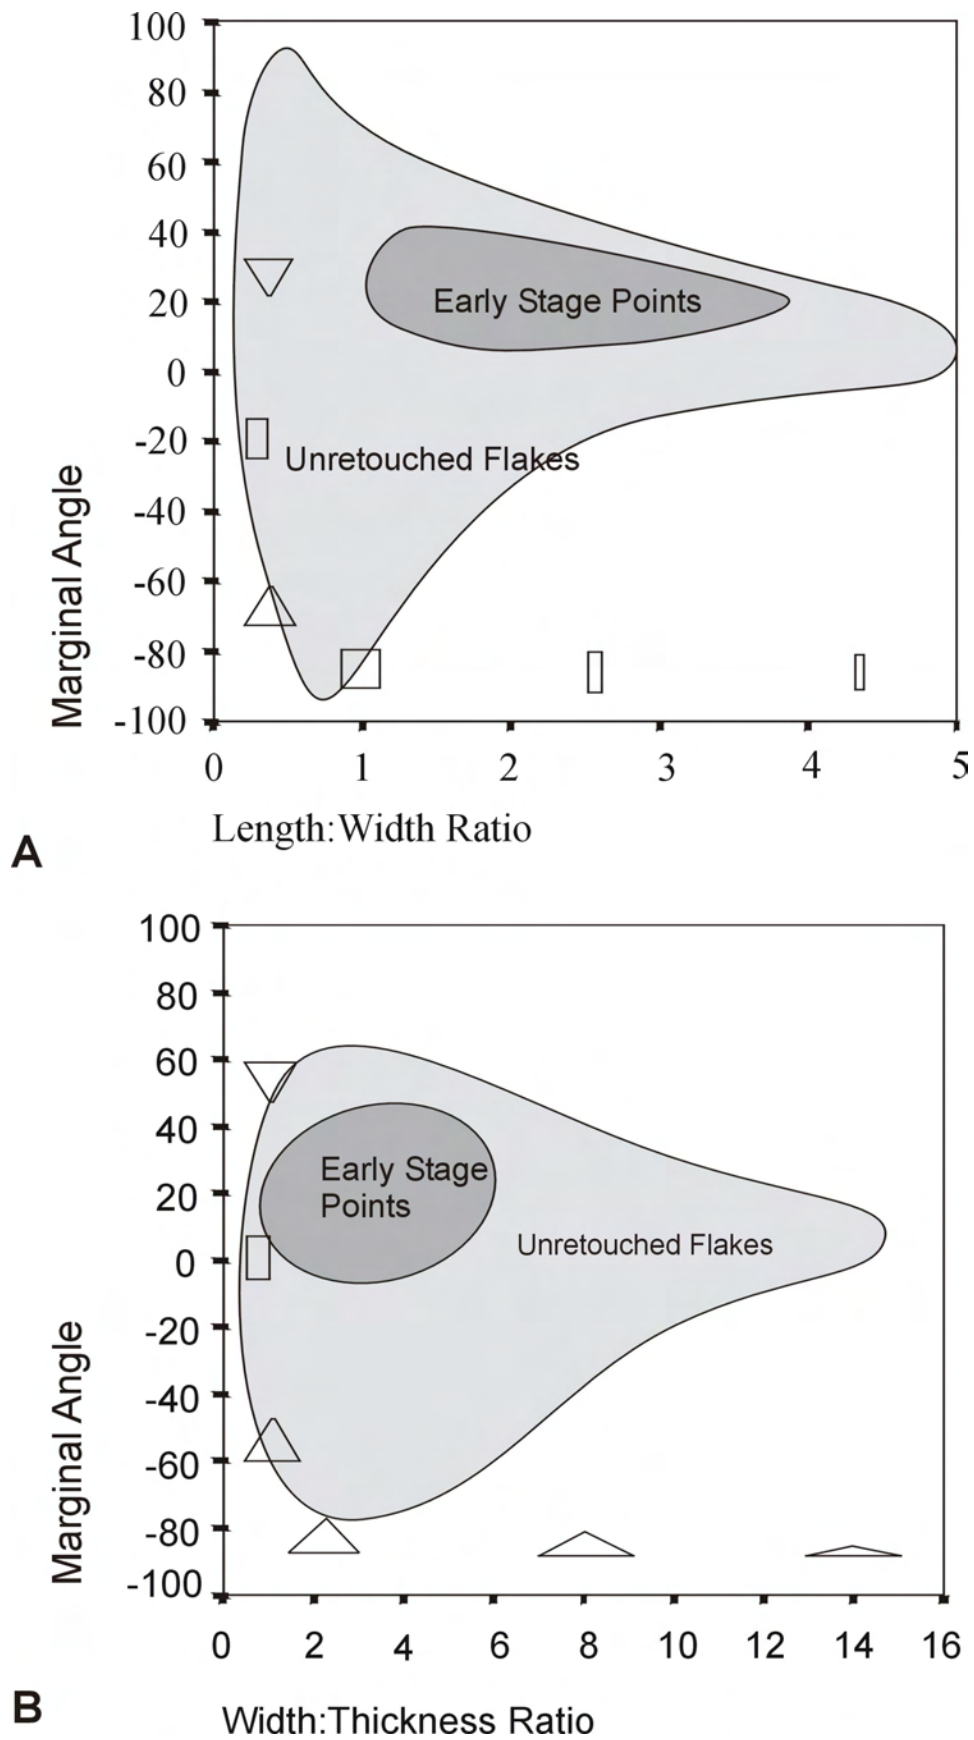 100
80
60
40
20
0
-20
-40
-60
-80
-100
Marginal Angle
Early Stage Points
Unretouched Flakes
0 1 2 3 4 5
Length:Width Ratio
A
100
80
60
40
20
0
-20
-40
-60
-80
-100
Marginal Angle
Early Stage
Points
Unretouched Flakes
0 2 4 6 8 10 12 14 16
Width:Thickness Ratio
B